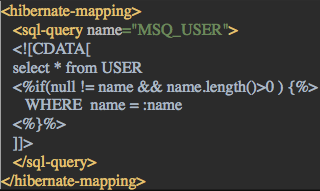 <hibernate-mapping>
<sql-query name="MSQ_USER">
<![CDATA[
select * from USER
<%if(null != name && name.length()>0 ) {%>
WHERE name = :name
<%}%>
]]>
</sql-query>
</hibernate-mapping>